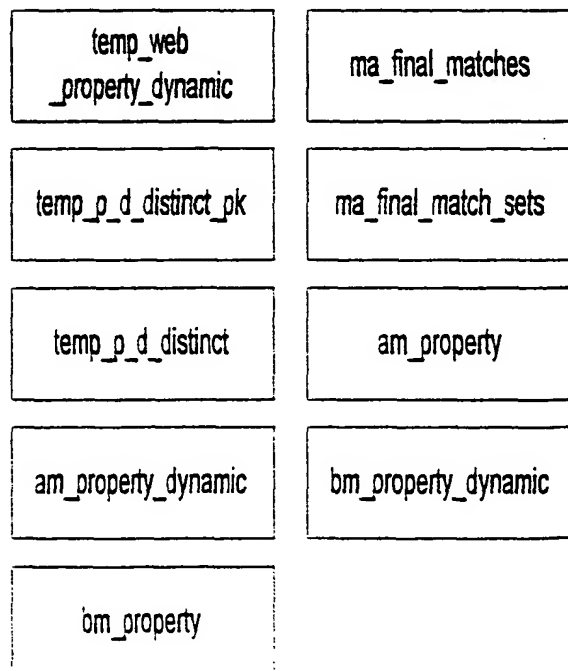 temp_web
_property_dynamic
ma_final_matches
temp_p_d_distinct_pk
ma_final_match_sets
temp_p_d_distinct
am_property
am_property_dynamic
bm_property_dynamic
bm_property